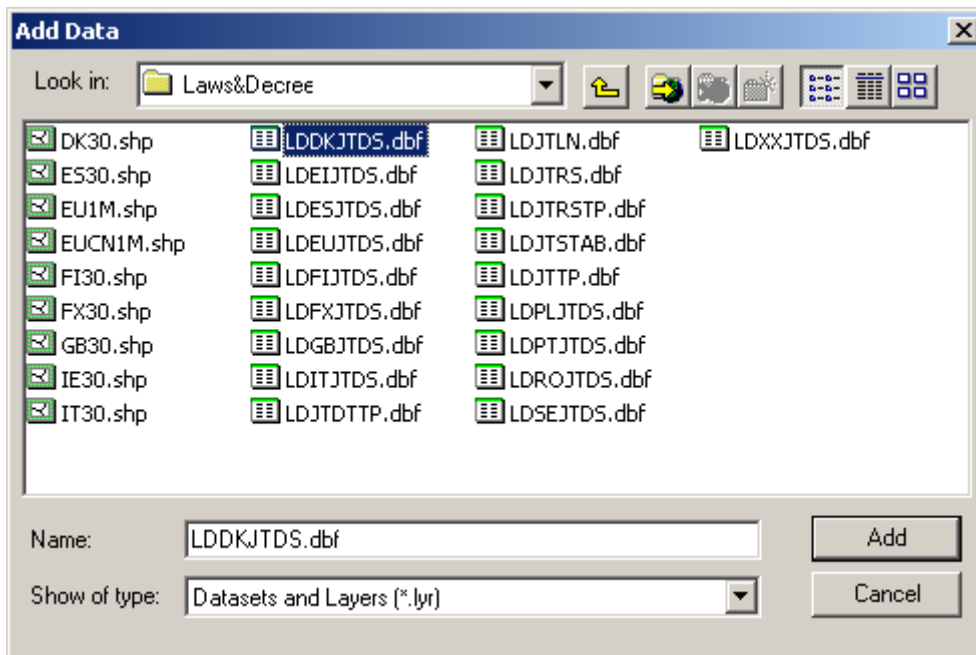 Add Data
Look in: Laws&Decree
DK30.shp LDDKJTDS.dbf LDJTLN.dbf LDXXJTDS.dbf
ES30.shp LDEIJTDS.dbf LDJTRS.dbf
EU1M.shp LDESJTDS.dbf LDJTRSTP.dbf
EUCN1M.shp LDEUJTDS.dbf LDJTSTAB.dbf
FI30.shp LDFIJTDS.dbf LDJTTP.dbf
FX30.shp LDFXJTDS.dbf LDPLJTDS.dbf
GB30.shp LDGBJTDS.dbf LDPTJTDS.dbf
IE30.shp LDITJTDS.dbf LDROJTDS.dbf
IT30.shp LDJTDTTP.dbf LDSEJTDS.dbf
Name: LDDKJTDS.dbf Add
Show of type: Datasets and Layers (*.lyr) Cancel